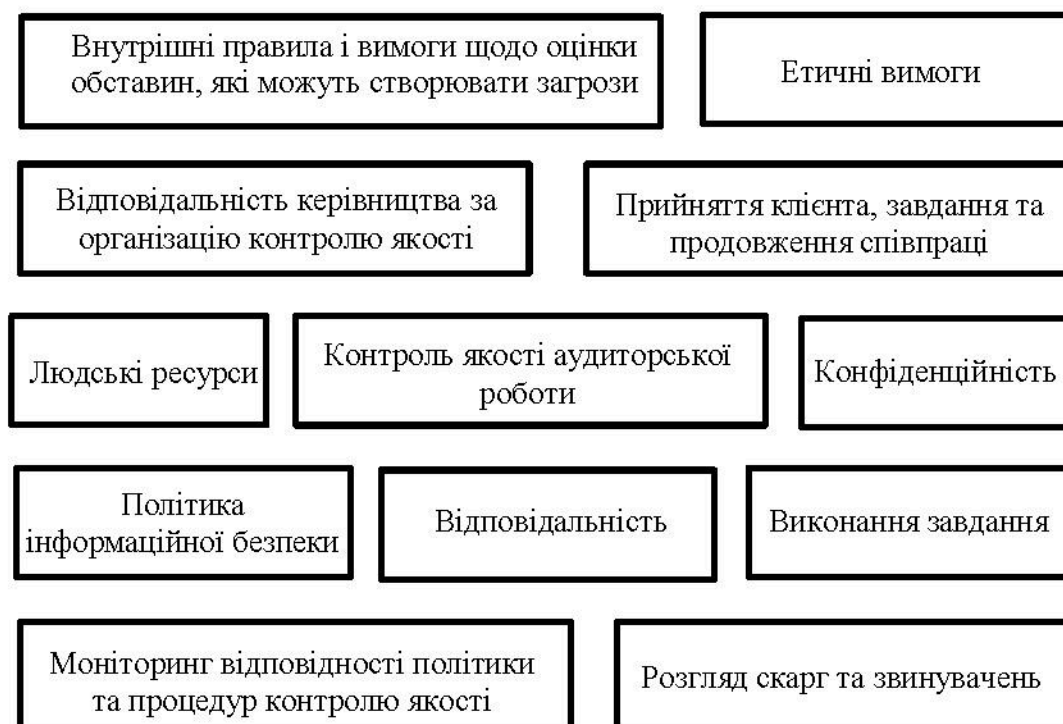 Внутрішні правила і вимоги щодо оцінки
обставин, які можуть створювати загрози
Етичні вимоги
Відповідальність керівництва за
організацію контролю якості
Прийняття клієнта, завдання та
продовження співпраці
Людські ресурси
Контроль якості аудиторської
роботи
Конфіденційність
Політика
інформаційної безпеки
Відповідальність
Виконання завдання
Моніторинг відповідності політики
та процедур контролю якості
Розгляд скарг та звинувачень